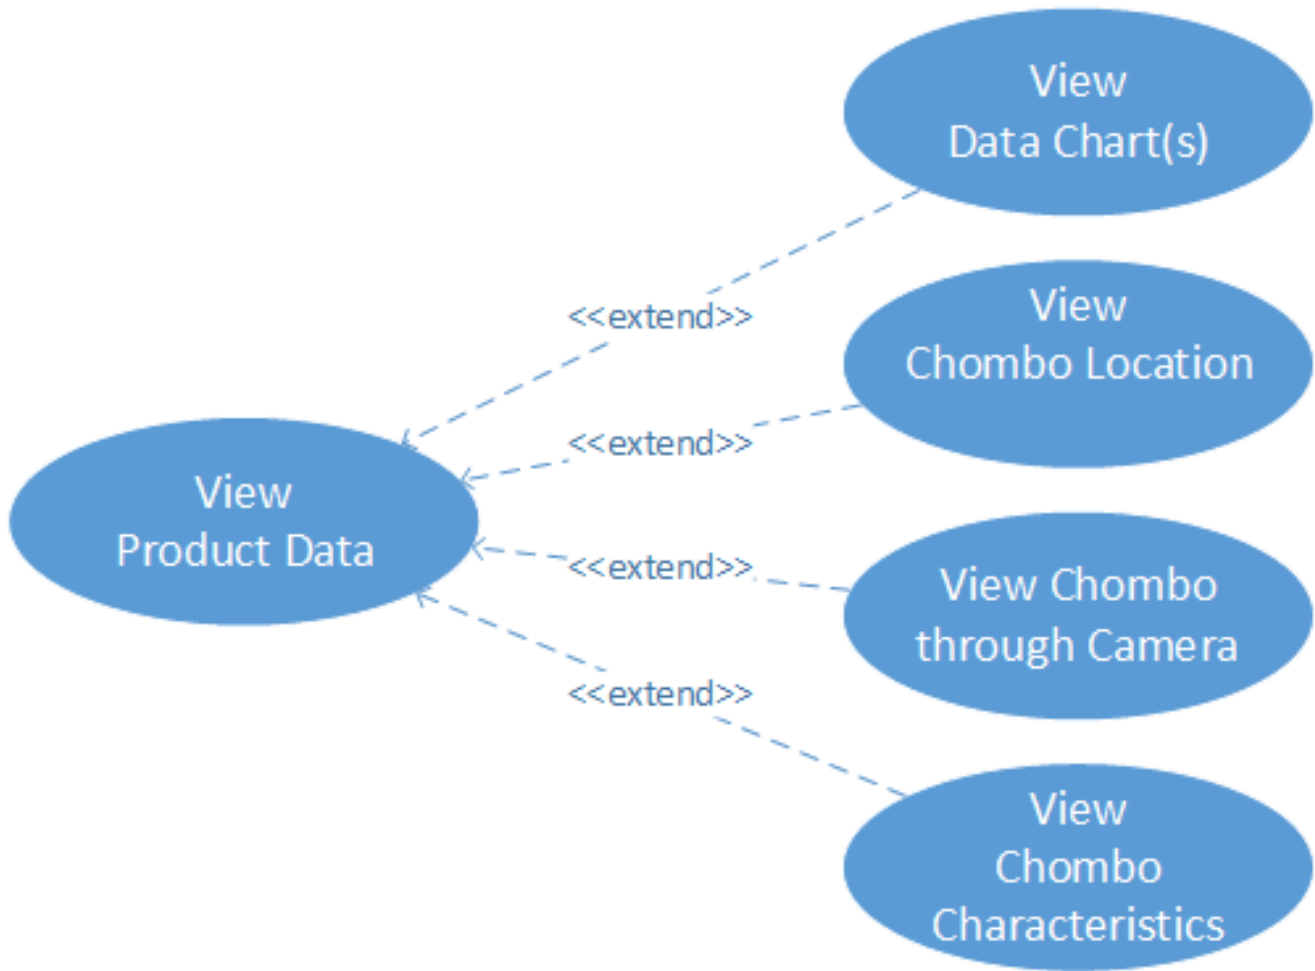 View
Data Chart(s)
<<extend>>
View
Chombo Location
<<extend>>
View
Product Data
<<extend>>
View Chombo
through Camera
<<extend>>
View
Chombo
Characteristics